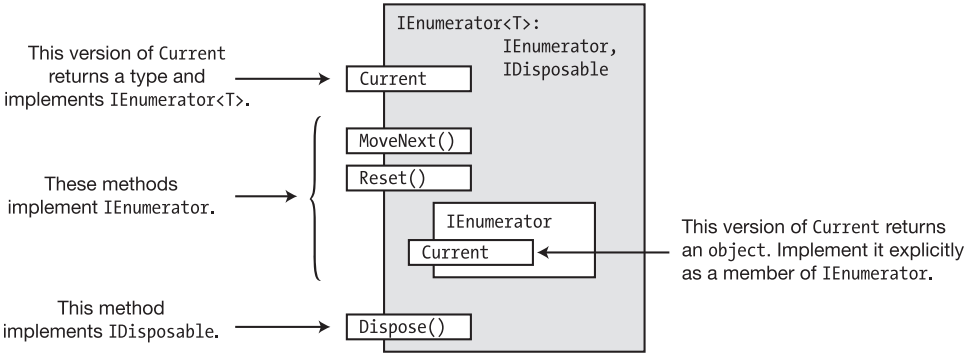 IEnumerator<T>:
IEnumerator,
IDisposable
This version of Current
returns a type and
implements IEnumerator<T>.
Current
MoveNext()
Reset()
These methods
implement IEnumerator.
IEnumerator
Current
This version of Current returns
an object. Implement it explicitly
as a member of IEnumerator.
This method
implements IDisposable.
Dispose()